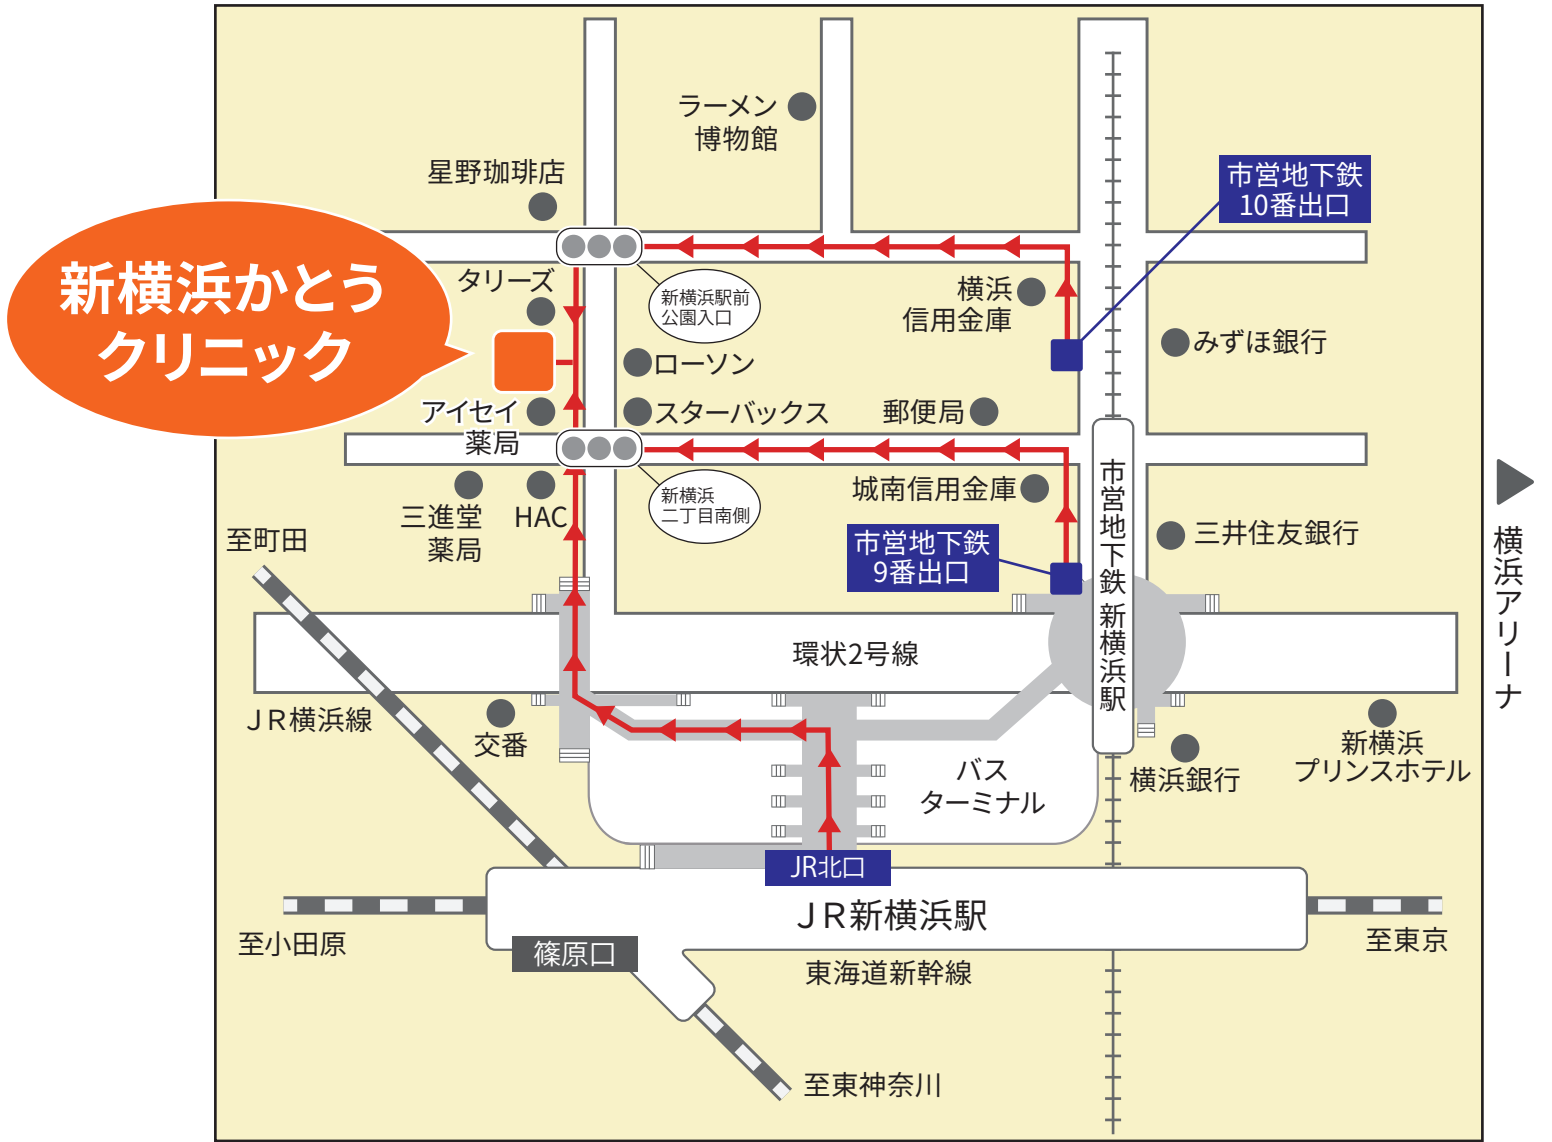 ラーメン
博物館
星野珈琲店
市営地下鉄
10番出口
新横浜かとう
クリニック
タリーズ
新横浜駅前
公園入口
横浜
信用金庫
みずほ銀行
ローソン
アイセイ
薬局
スターバックス
郵便局
市営地下鉄 新横浜駅
新横浜
二丁目南側
城南信用金庫
三進堂
薬局
HAC
市営地下鉄
9番出口
三井住友銀行
横浜アリーナ
至町田
環状2号線
JR横浜線
交番
バス
ターミナル
横浜銀行
新横浜
プリンスホテル
JR北口
JR新横浜駅
至小田原
篠原口
東海道新幹線
至東京
至東神奈川